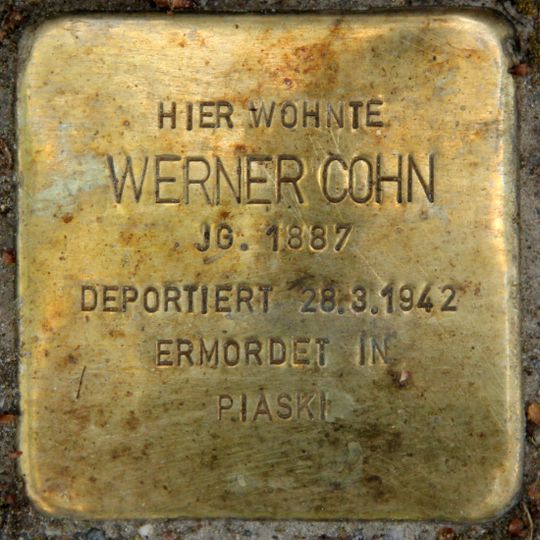 HIER WOHNTE
WERNER COHN
JG. 1887
DEPORTIERT 28.3.1942
ERMORDET IN
PIASKI